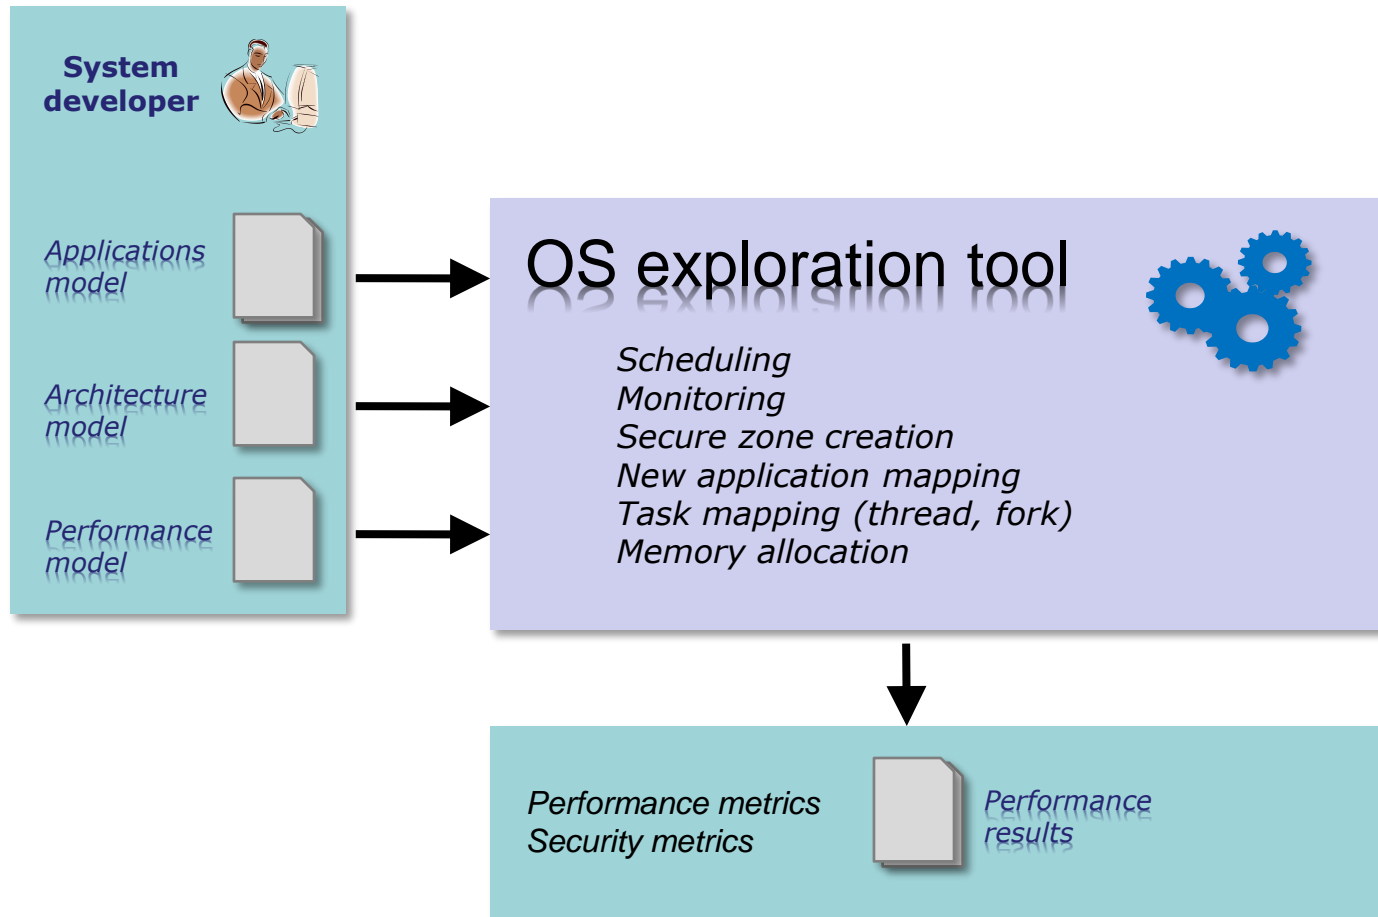 System
developer
Applications
model
Architecture
model
Performance
model
OS exploration tool
Scheduling
Monitoring
Secure zone creation
New application mapping
Task mapping (thread, fork)
Memory allocation
Performance metrics
Security metrics
Performance
results